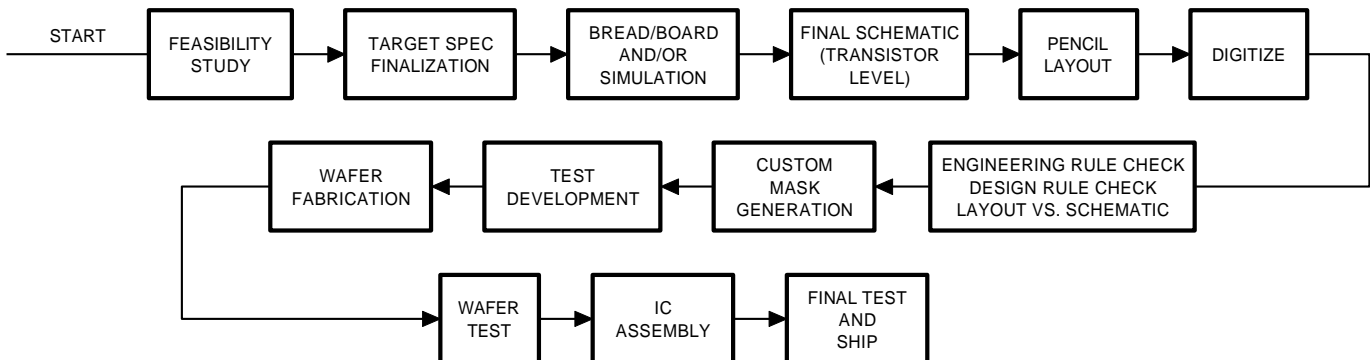 START
FEASIBILITY
STUDY
TARGET SPEC
FINALIZATION
BREAD/BOARD
AND/OR
SIMULATION
FINAL SCHEMATIC
(TRANSISTOR
LEVEL)
PENCIL
LAYOUT
DIGITIZE
ENGINEERING RULE CHECK
DESIGN RULE CHECK
LAYOUT VS. SCHEMATIC
CUSTOM
MASK
GENERATION
TEST
DEVELOPMENT
WAFER
FABRICATION
WAFER
TEST
IC
ASSEMBLY
FINAL TEST
AND
SHIP